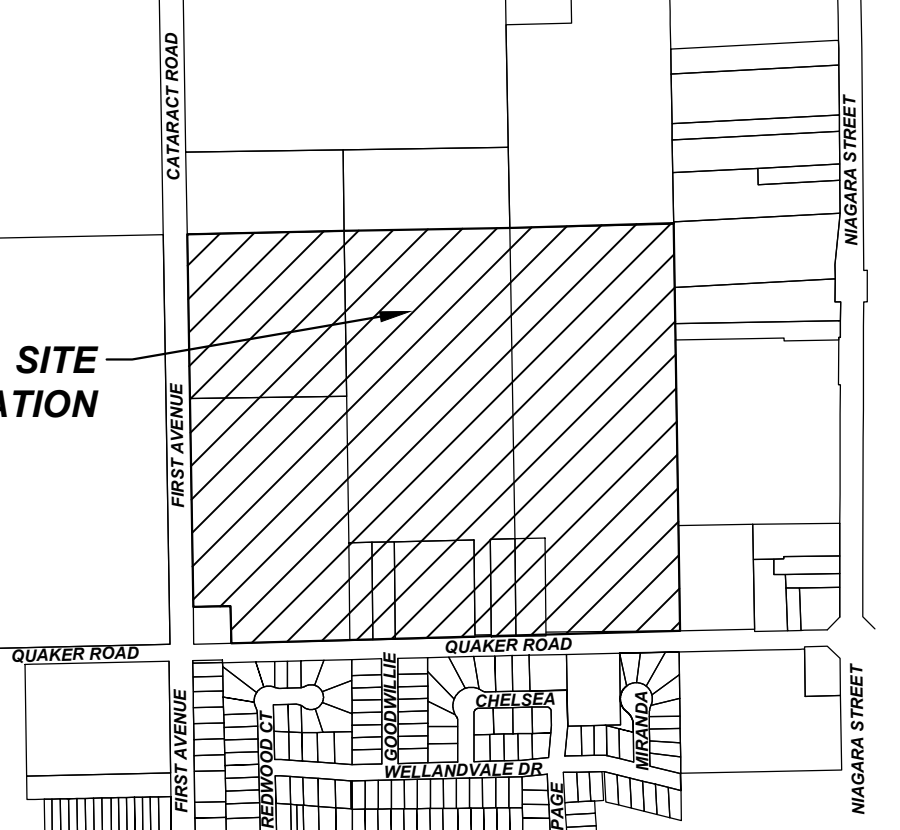 CATARACT ROAD
NIAGARA STREET
SITE
ATION
FIRST AVENUE
QUAKER ROAD
QUAKER ROAD
FIRST AVENUE
REDWOOD CT
GOODWILLIE
CHELSEA
MIRANDA
WELLANDVALE DR
PAGE
NIAGARA STREET